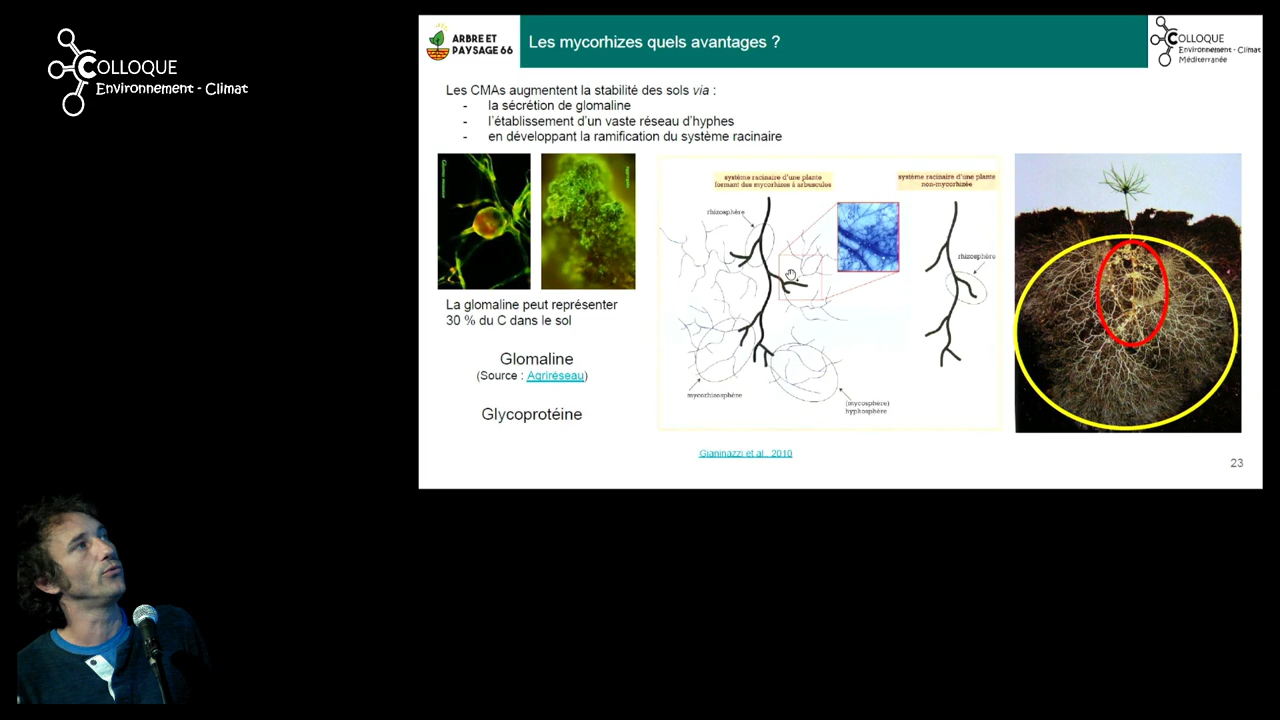 COLLOQUE
Environnement - Climat
ARBRE ET
PAYSAGE 66
Les mycorhizes quels avantages ?
COLLOQUE
Environnement - Climat
Méditerranée
Les CMAs augmentent la stabilité des sols via :
- la sécrétion de glomaline
- l'établissement d'un vaste réseau d'hyphes
- en développant la ramification du système racinaire
système racinaire d'une plante
formant des mycorhizes à arbuscules
système racinaire d'une plante
non-mycorhizée
rhizosphère
rhizosphère
mycorhizosphère
(mycosphère)
hyphosphère
La glomaline peut représenter
30 % du C dans le sol
Glomaline
(Source : Agriréseau)
Glycoprotéine
Gianinazzi et al., 2010
23